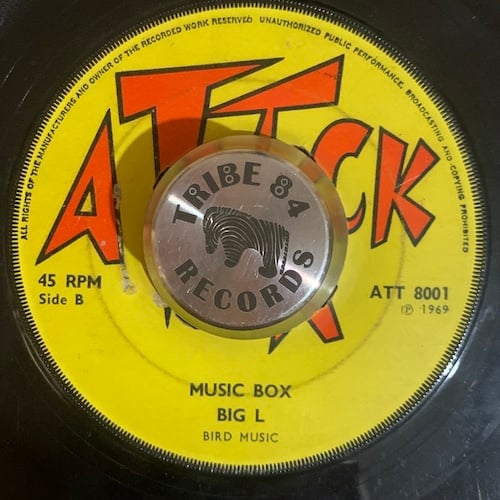 ALL RIGHTS OF THE MANUFACTURERS AND OWNER OF THE RECORDED WORK RESERVED UNAUTHORIZED PUBLIC PERFORMANCE, BROADCASTING AND COPYING PROHIBITED
ATTACK
TRIBE 84
RECORDS
45 RPM
Side B
ATT 8001
℗ 1969
MUSIC BOX
BIG L
BIRD MUSIC